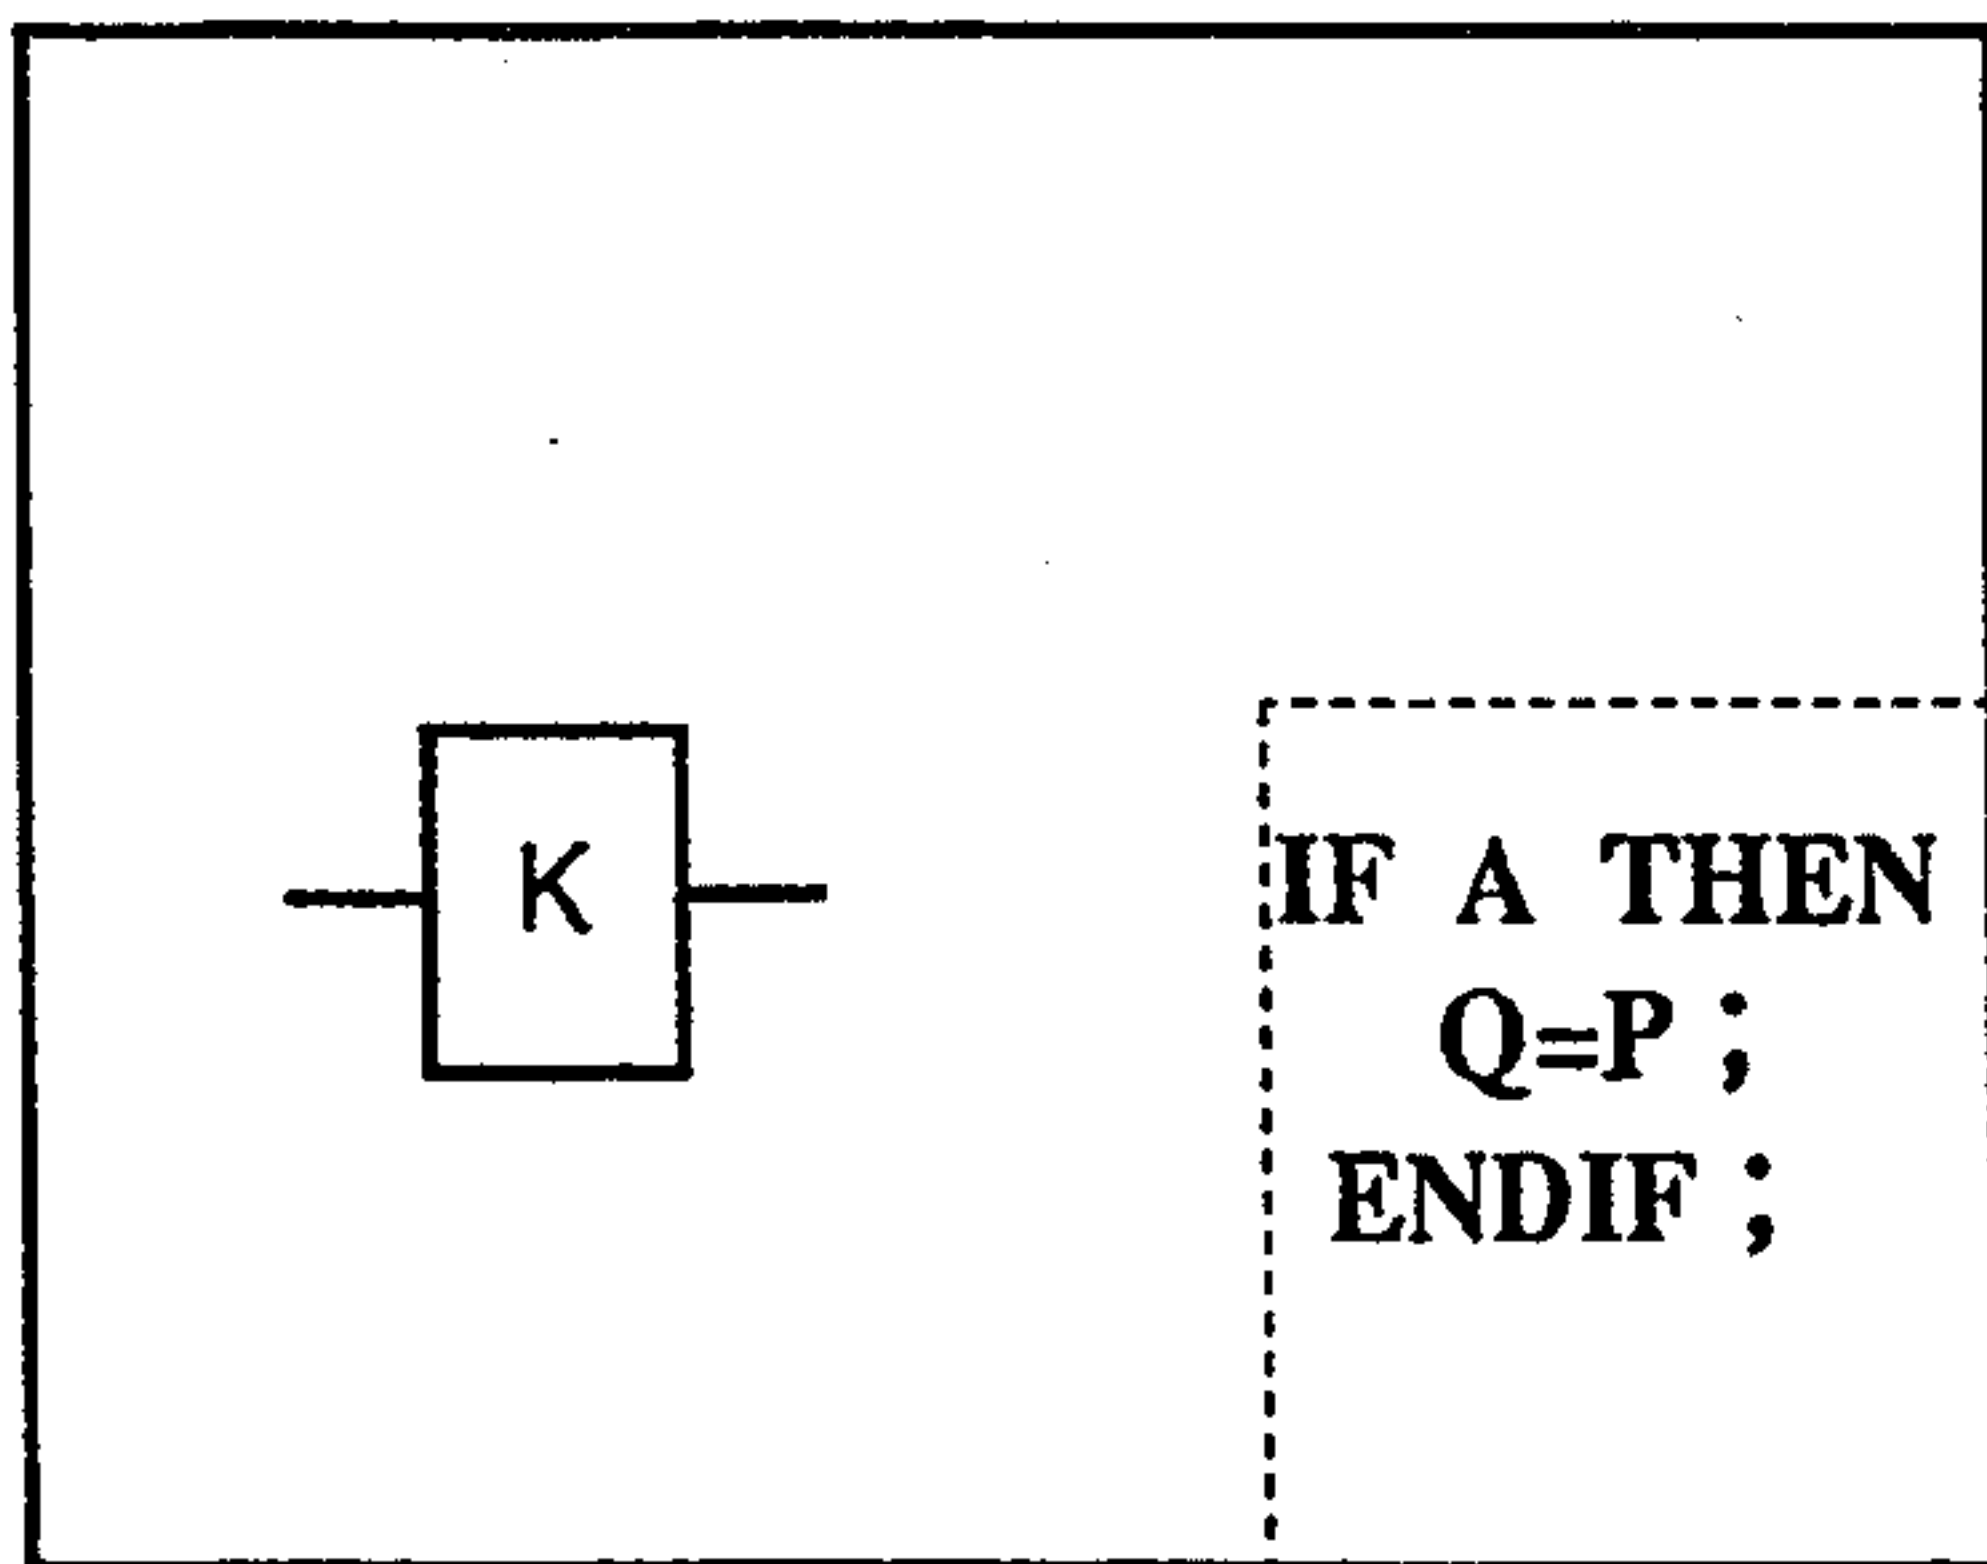 K
IF A THEN
Q=P ;
ENDIF ;